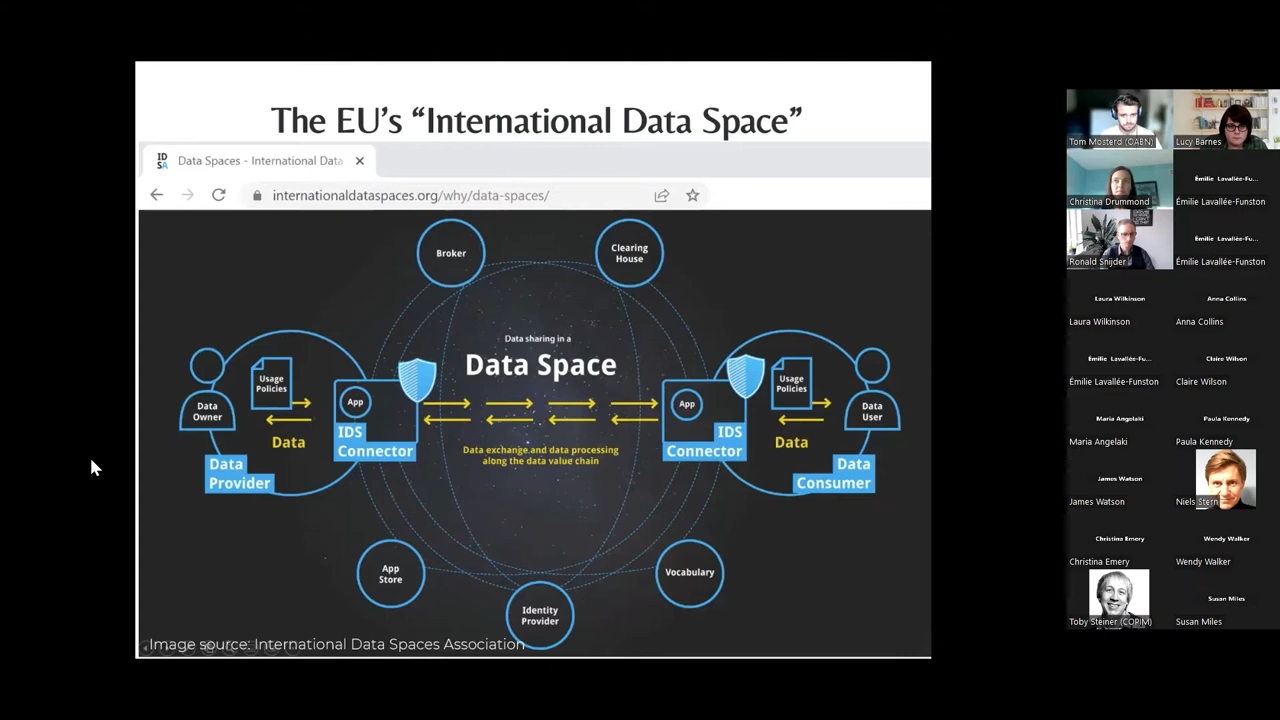 The EU's “International Data Space”
ID
SA
Data Spaces - International Data
internationaldataspaces.org/why/data-spaces/
Broker
Clearing
House
Data sharing in a
Data Space
Data
Owner
Usage
Policies
Data
Data
Provider
App
IDS
Connector
Data exchange and data processing
along the data value chain
App
IDS
Connector
Usage
Policies
Data
Data
User
Data
Consumer
App
Store
Identity
Provider
Vocabulary
Image source: International Data Spaces Association
Tom Mosterd (OABN)
Lucy Barnes
Christina Drummond
Émilie Lavallée-Fu...
Émilie Lavallée-Funston
Ronald Snijder
Émilie Lavallée-Fu...
Émilie Lavallée-Funston
Laura Wilkinson
Laura Wilkinson
Anna Collins
Anna Collins
Émilie Lavallée-Fu...
Émilie Lavallée-Funston
Claire Wilson
Claire Wilson
Maria Angelaki
Maria Angelaki
Paula Kennedy
Paula Kennedy
James Watson
James Watson
Niels Stern
Christina Emery
Christina Emery
Wendy Walker
Wendy Walker
Toby Steiner (COPIM)
Susan Miles
Susan Miles